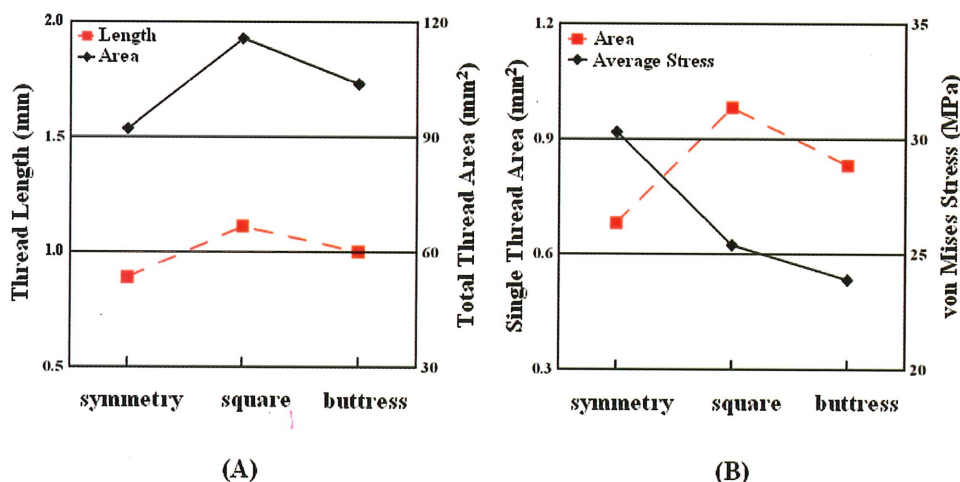 2.0
1.5
1.0
0.5
Thread Length (mm)
Length
Area
120
90
60
30
Total Thread Area (mm²)
symmetry square buttress
(A)
1.2
0.9
0.6
0.3
Single Thread Area (mm²)
Area
Average Stress
35
30
25
20
von Mises Stress (MPa)
symmetry square buttress
(B)